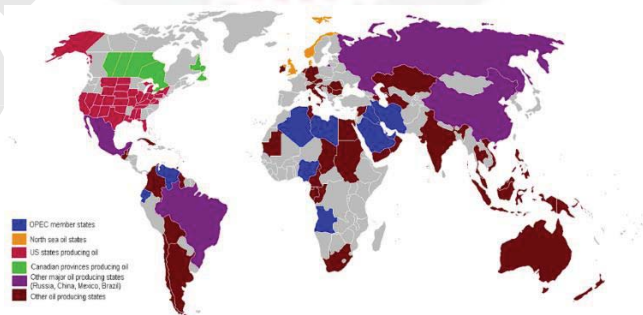 OPEC member states
North sea oil states
US states producing oil
Canadian provinces producing oil
Other major oil producing states
(Russia, China, Mexico, Brazil)
Other oil producing states